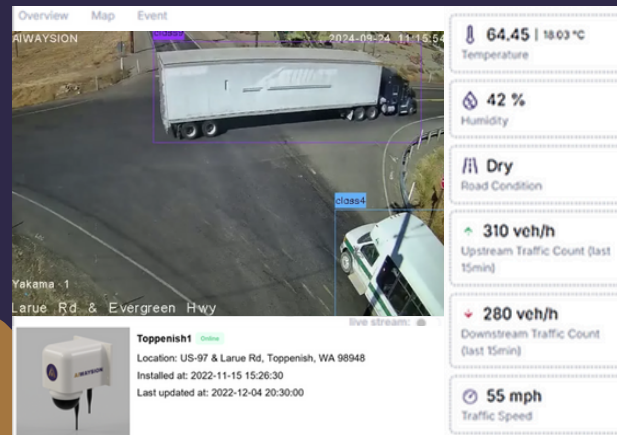 Overview Map Event
AIWAYSION
class9
2024-09-24 11:15:54
class4
Yakama - 1
Larue Rd & Evergreen Hwy
live stream:
AIWAYSION
Toppenish1 Online
Location: US-97 & Larue Rd, Toppenish, WA 98948
Installed at: 2022-11-15 15:26:30
Last updated at: 2022-12-04 20:30:00
64.45 | 18.03 °C
Temperature
42 %
Humidity
Dry
Road Condition
310 veh/h
Upstream Traffic Count (last
15min)
280 veh/h
Downstream Traffic Count
(last 15min)
55 mph
Traffic Speed